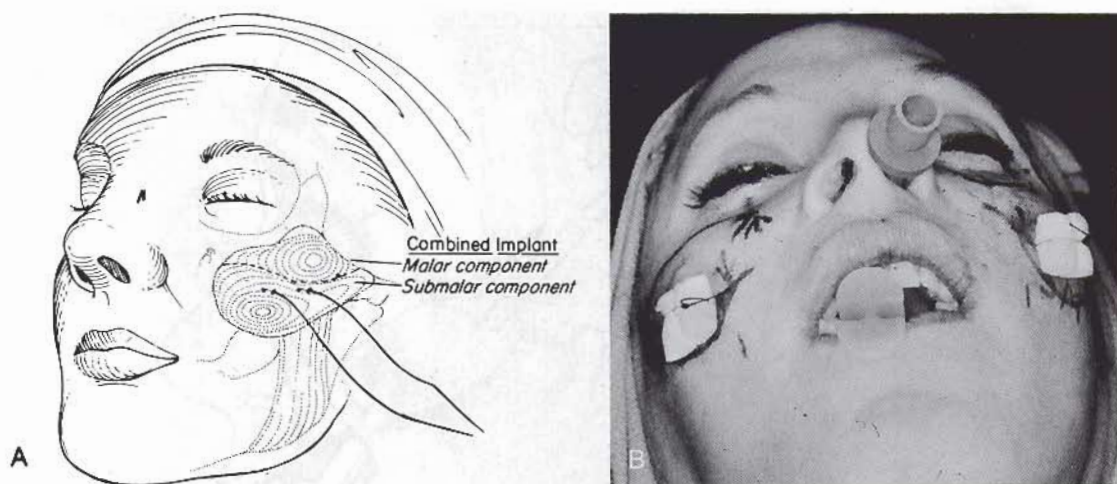 Combined Implant
Malar component
Submalar component
A
B